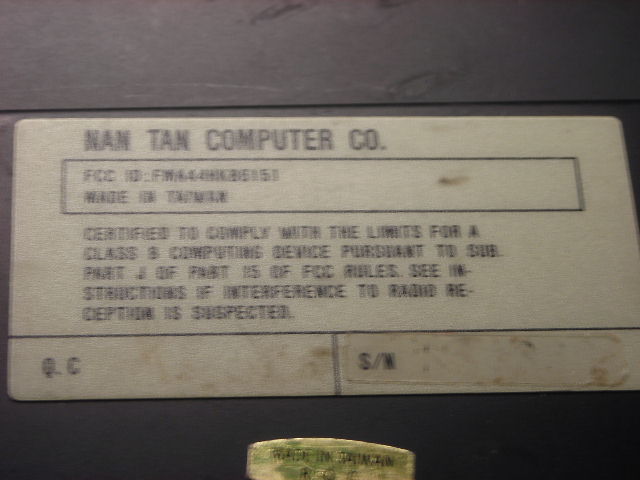 NAN TAN COMPUTER CO.
FCC ID:
MADE IN TAIWAN
CERTIFIED TO COMPLY WITH THE LIMITS FOR A
CLASS B COMPUTING DEVICE PURSUANT TO SUB.
PART J OF PART 15 OF FCC RULES. SEE IN-
STRUCTIONS IF INTERFERENCE TO RADIO RE-
CEPTION IS SUSPECTED.
Q.C
S/N
MADE IN TAIWAN